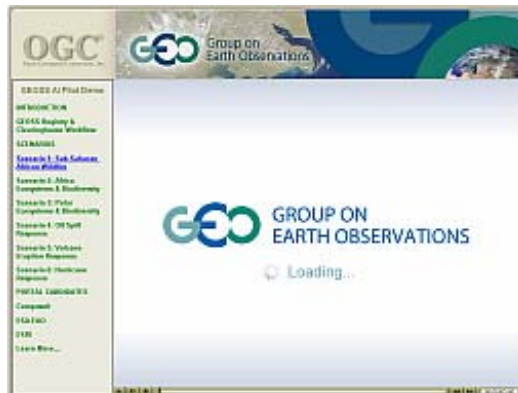 OGC
GEO
Group on
Earth Observations
GEOSS AI Pilot Demo
INTRODUCTION
GEOSS Registry &
Clearinghouse Workflow
SCENARIOS
Scenario 1: Sub Saharan
African Wildfire
Scenario 2: Africa
Ecosystems & Biodiversity
Scenario 3: Polar
Ecosystems & Biodiversity
Scenario 4: Oil Spill
Response
Scenario 5: Volcano
Eruption Response
Scenario 6: Hurricane
Response
PORTAL CANDIDATES
Compusult
ESA FAO
ESRI
Learn More...
GEO
GROUP ON
EARTH OBSERVATIONS
Loading...